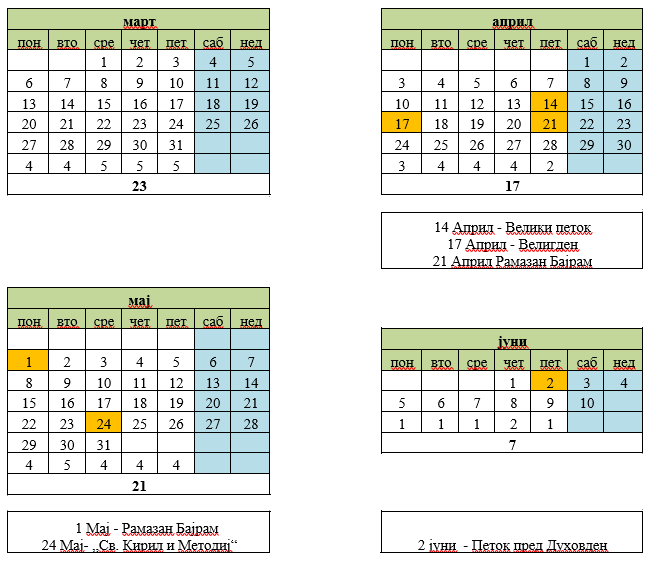 март
пон вто сре чет пет саб нед
1 2 3 4 5
6 7 8 9 10 11 12
13 14 15 16 17 18 19
20 21 22 23 24 25 26
27 28 29 30 31
4 4 5 5 5
23
април
пон вто сре чет пет саб нед
1 2
3 4 5 6 7 8 9
10 11 12 13 14 15 16
17 18 19 20 21 22 23
24 25 26 27 28 29 30
3 4 4 4 2
17
14 Април - Велики петок
17 Април - Велигден
21 Април Рамазан Бајрам
мај
пон вто сре чет пет саб нед
1 2 3 4 5 6 7
8 9 10 11 12 13 14
15 16 17 18 19 20 21
22 23 24 25 26 27 28
29 30 31
4 5 4 4 4
21
1 Мај - Рамазан Бајрам
24 Мај- „Св. Кирил и Методиј“
јуни
пон вто сре чет пет саб нед
1 2 3 4
5 6 7 8 9 10
1 1 1 2 1
7
2 јуни - Петок пред Духовден